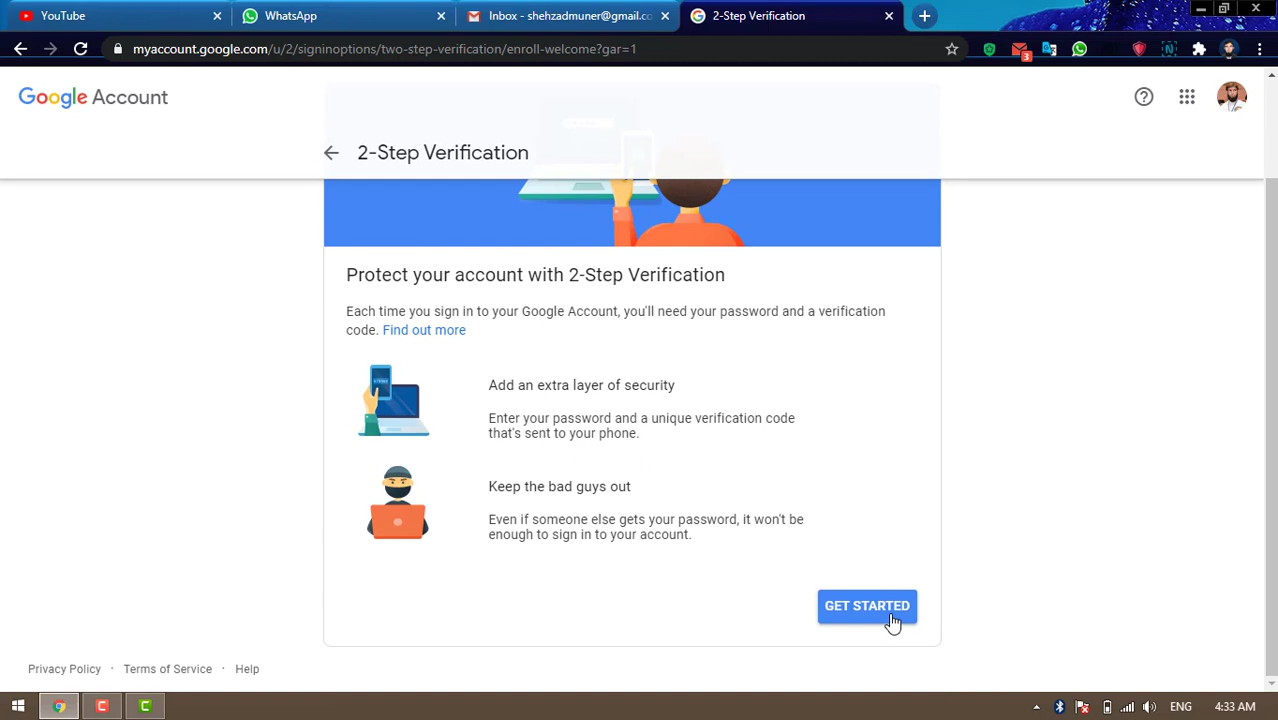 YouTube
WhatsApp
Inbox - shehzadmuner@gmail.co
2-Step Verification
myaccount.google.com/u/2/signinoptions/two-step-verification/enroll-welcome?gar=1
3
Google Account
2-Step Verification
Protect your account with 2-Step Verification
Each time you sign in to your Google Account, you'll need your password and a verification
code. Find out more
Add an extra layer of security
Enter your password and a unique verification code
that's sent to your phone.
Keep the bad guys out
Even if someone else gets your password, it won't be
enough to sign in to your account.
GET STARTED
Privacy Policy · Terms of Service · Help
ENG 4:33 AM